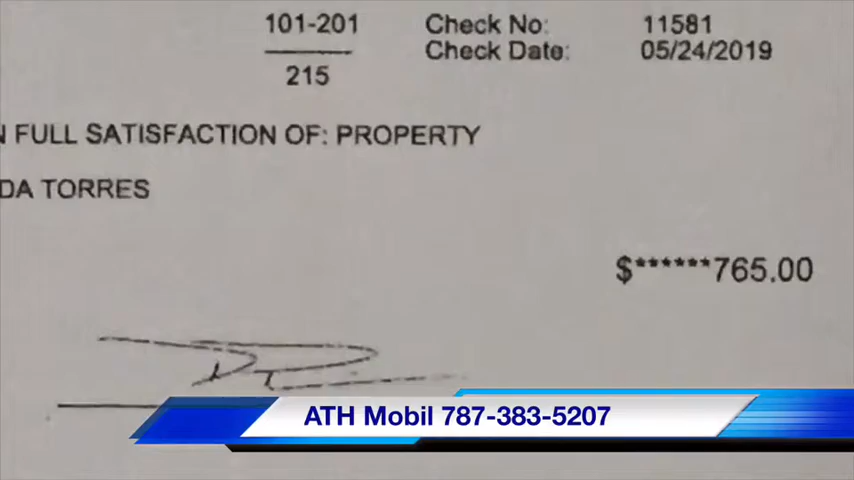 101-201
215
Check No: 11581
Check Date: 05/24/2019
FULL SATISFACTION OF: PROPERTY
DA TORRES
$******765.00
ATH Mobil 787-383-5207